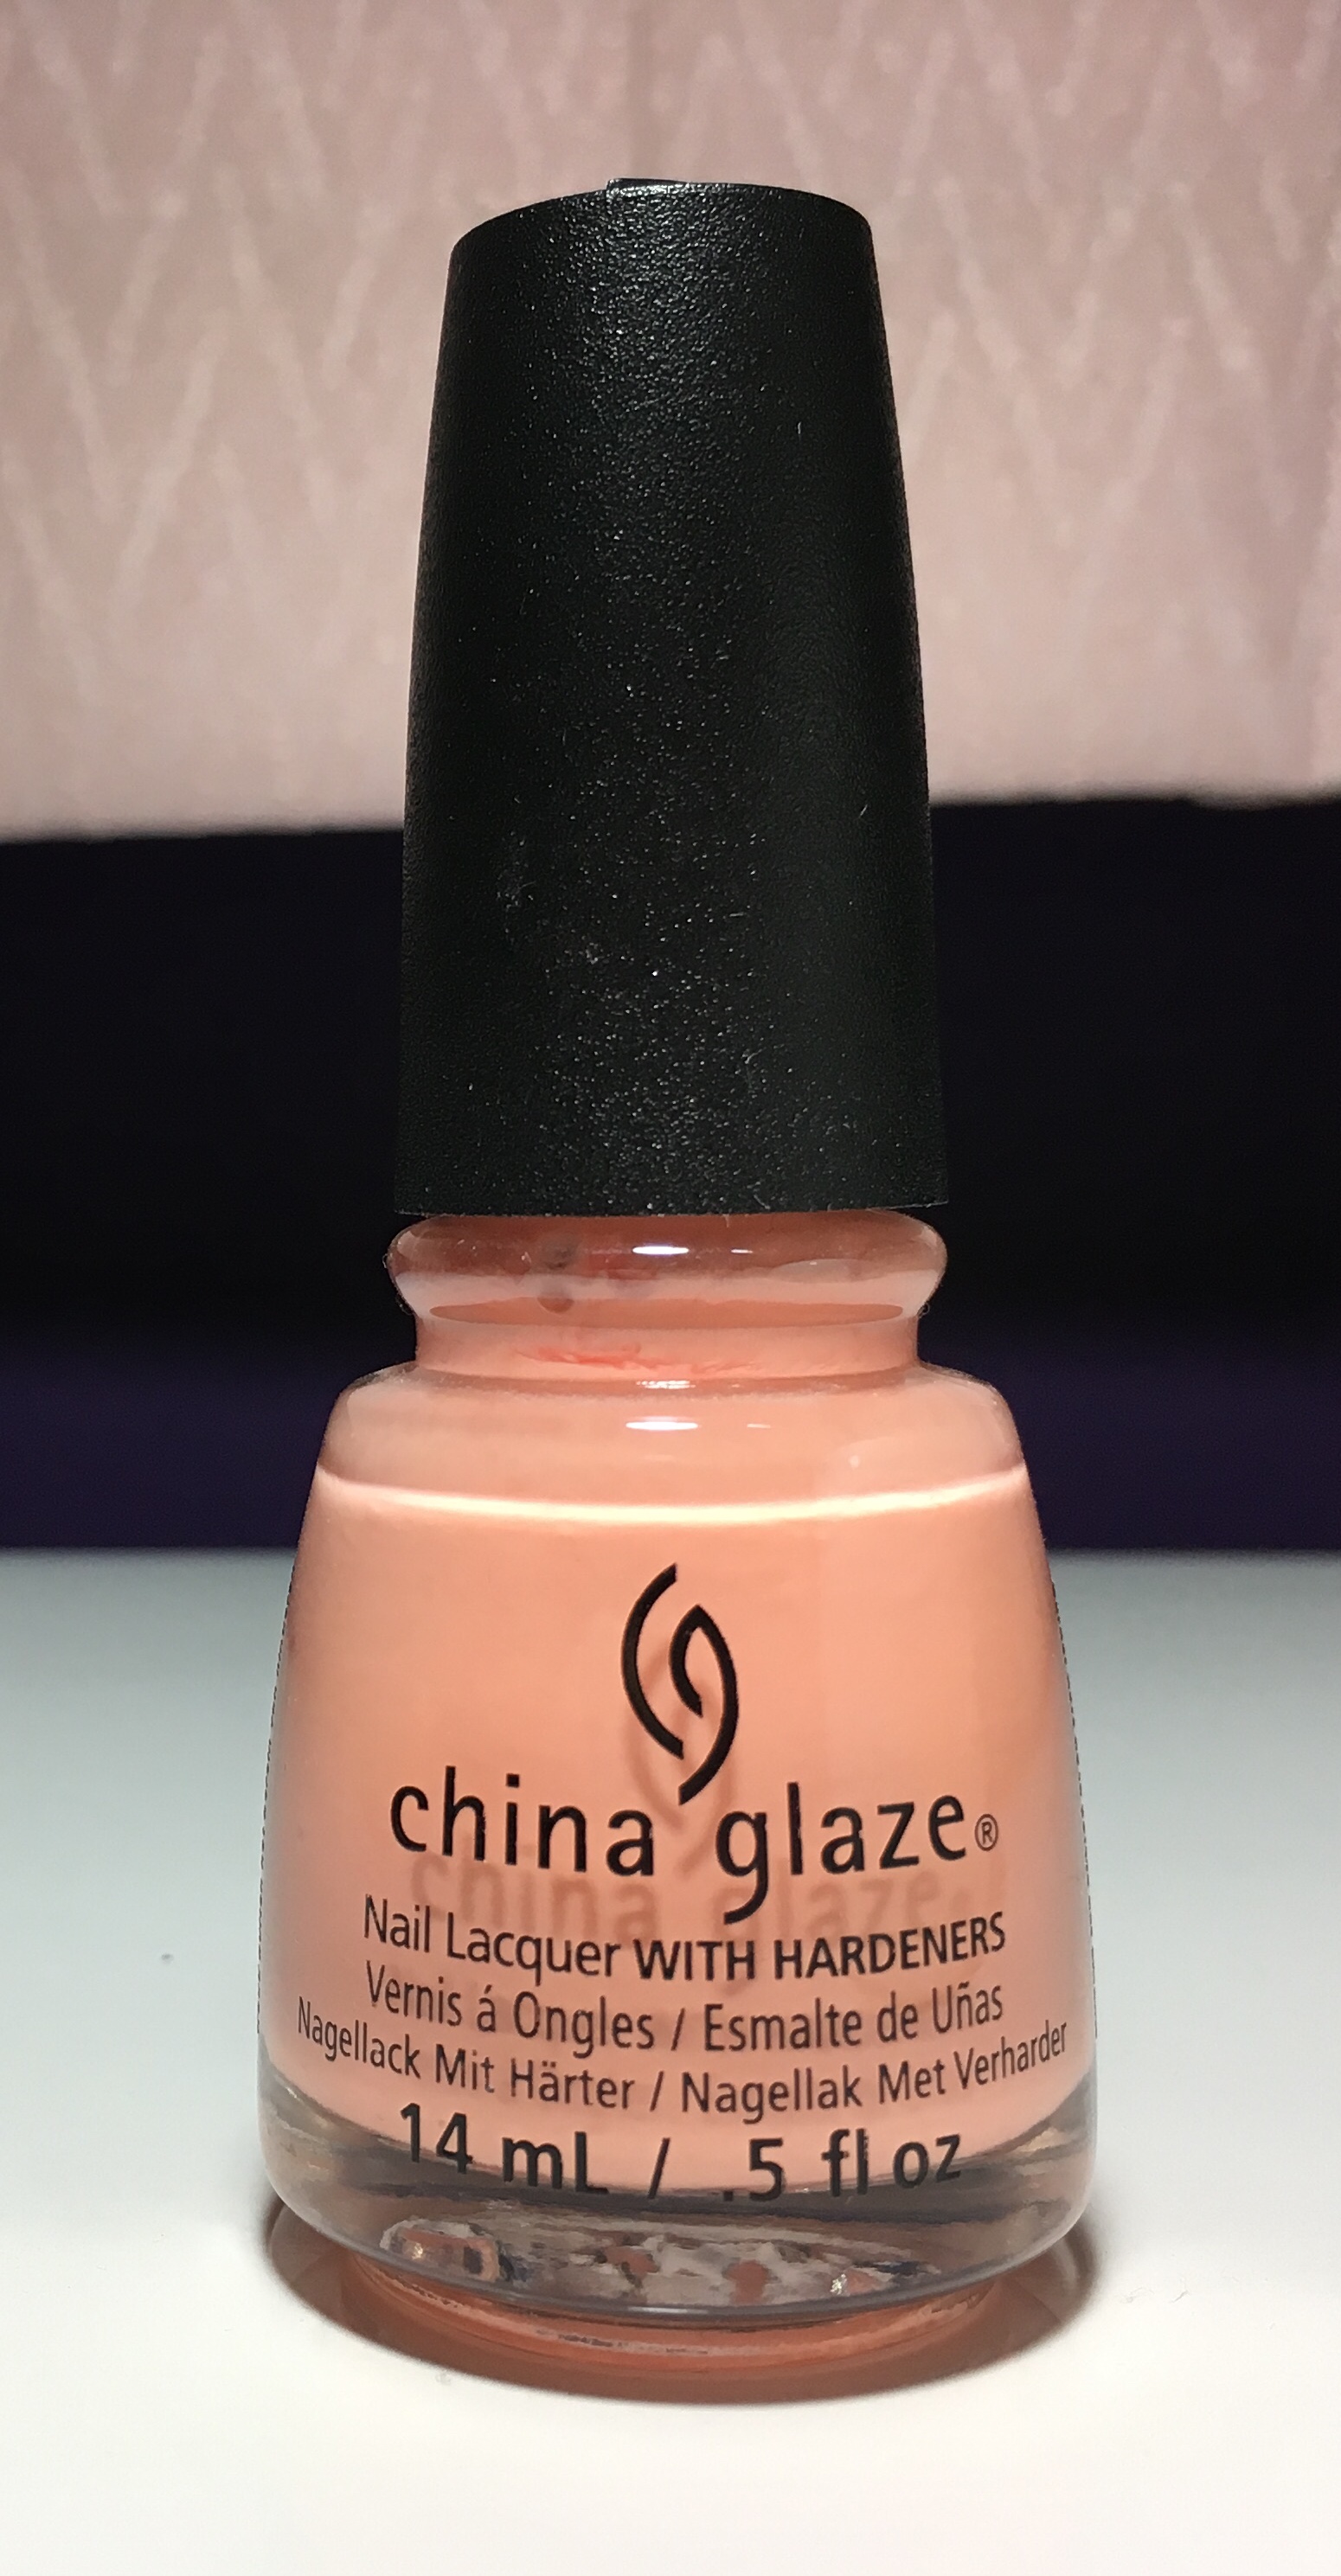 china glaze®
Nail Lacquer WITH HARDENERS
Vernis á Ongles / Esmalte de Uñas
Nagellack Mit Härter / Nagellak Met Verharder
14 mL / .5 fl oz